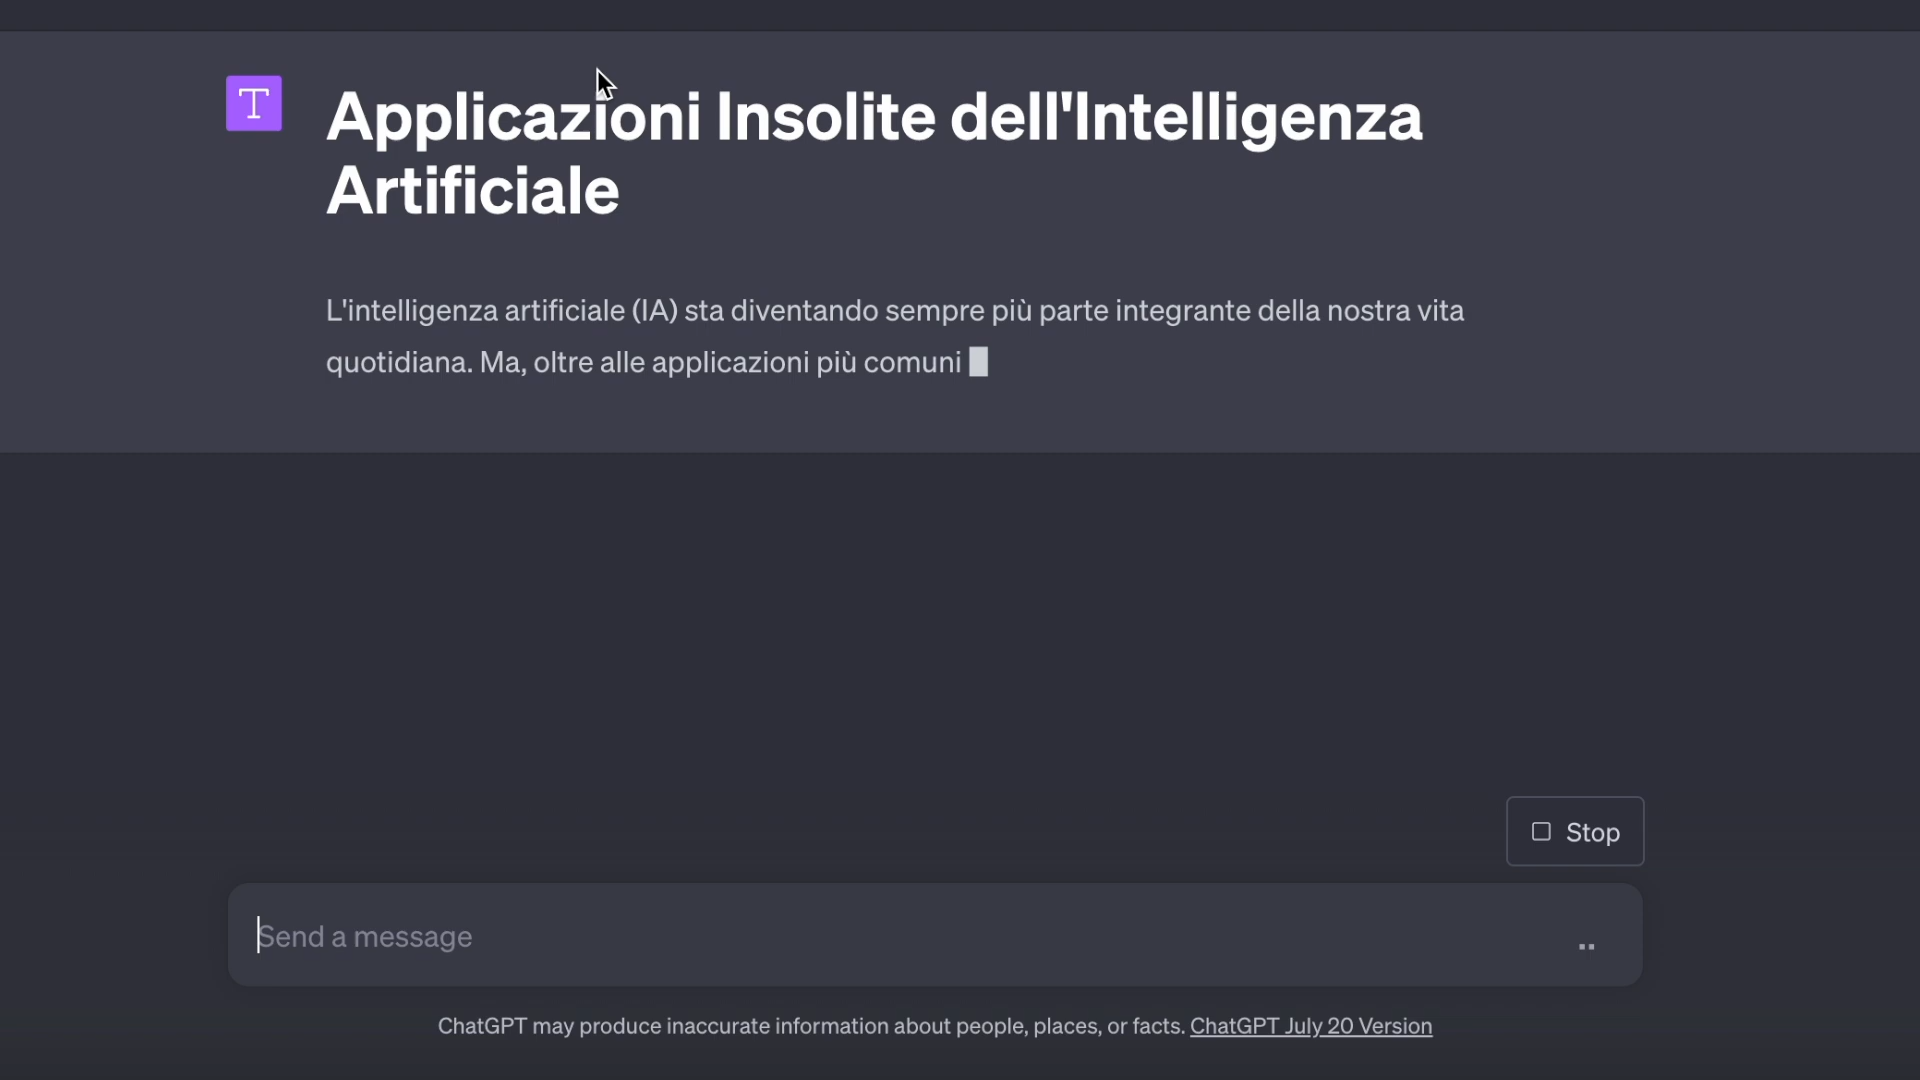 T
Applicazioni Insolite dell'Intelligenza
Artificiale
L'intelligenza artificiale (IA) sta diventando sempre più parte integrante della nostra vita
quotidiana. Ma, oltre alle applicazioni più comuni
Stop
Send a message
ChatGPT may produce inaccurate information about people, places, or facts. ChatGPT July 20 Version